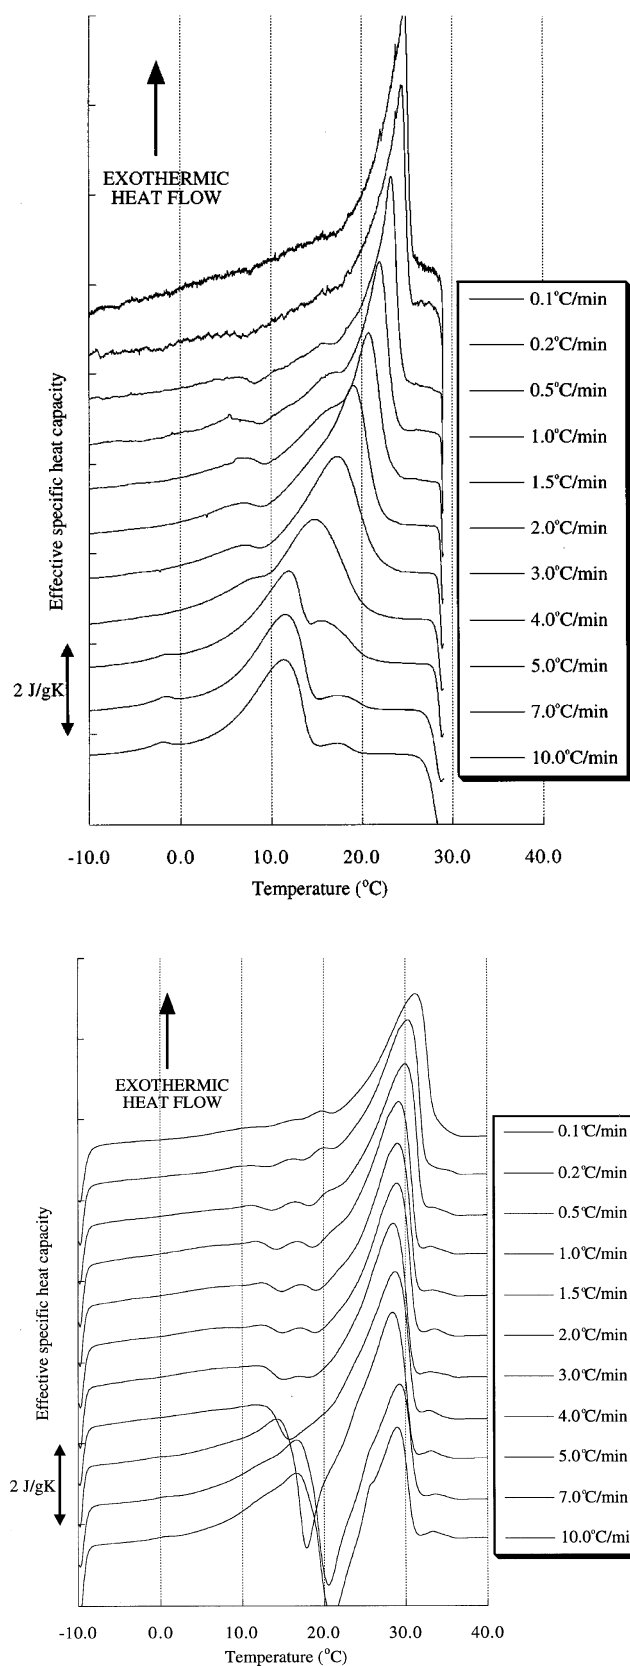 EXOTHERMIC
HEAT FLOW
Effective specific heat capacity
2 J/gK
0.1°C/min
0.2°C/min
0.5°C/min
1.0°C/min
1.5°C/min
2.0°C/min
3.0°C/min
4.0°C/min
5.0°C/min
7.0°C/min
10.0°C/min
-10.0 0.0 10.0 20.0 30.0 40.0
Temperature (°C)
EXOTHERMIC
HEAT FLOW
Effective specific heat capacity
2 J/gK
0.1°C/min
0.2°C/min
0.5°C/min
1.0°C/min
1.5°C/min
2.0°C/min
3.0°C/min
4.0°C/min
5.0°C/min
7.0°C/min
10.0°C/mi
-10.0 0.0 10.0 20.0 30.0 40.0
Temperature (°C)